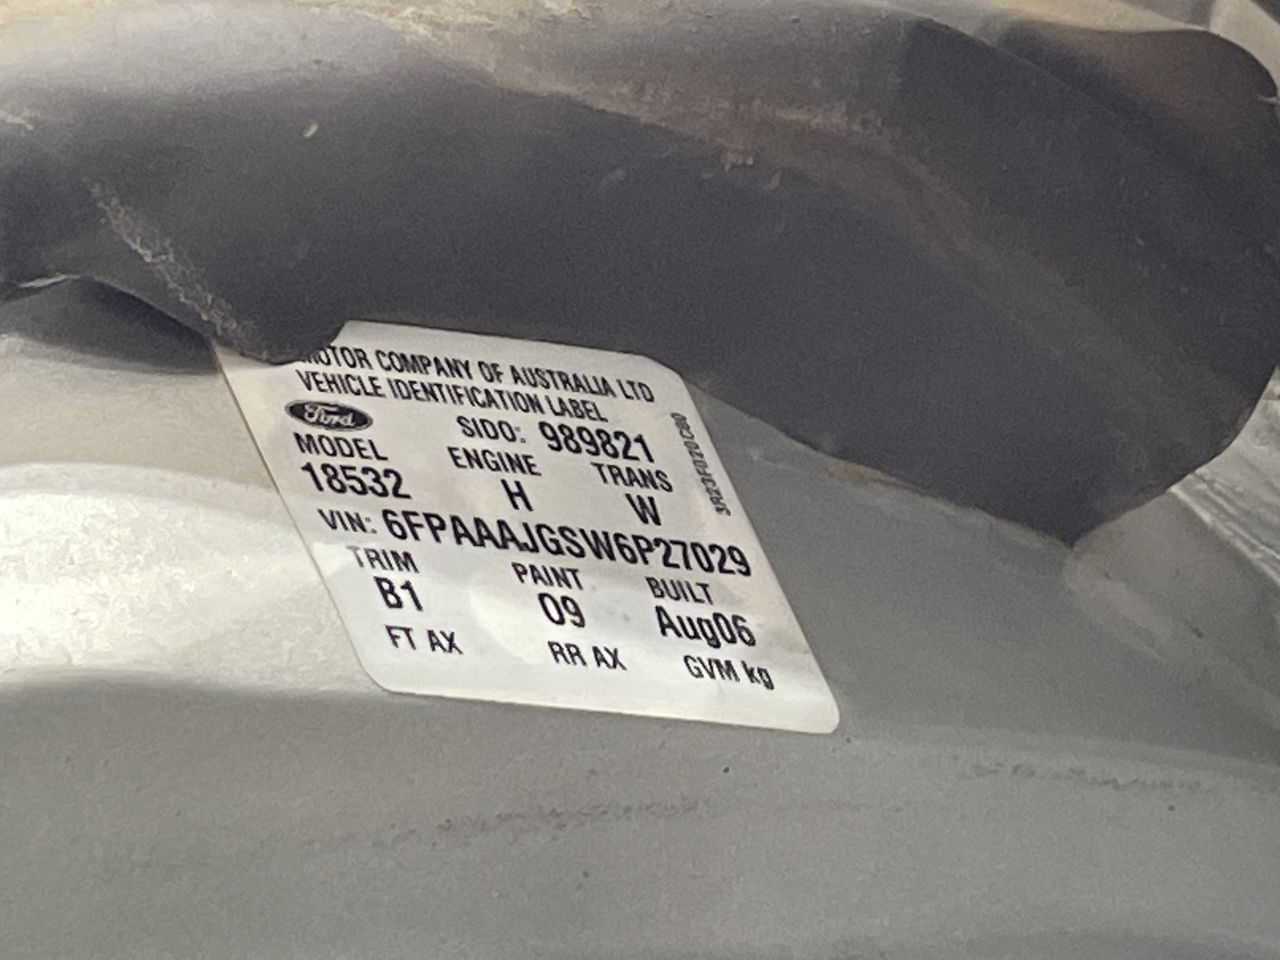 MOTOR COMPANY OF AUSTRALIA LTD
VEHICLE IDENTIFICATION LABEL
Ford
SIDO: 989821
MODEL ENGINE TRANS
18532 H W
VIN: 6FPAAAJGSW6P27029
TRIM PAINT BUILT
B1 09 Aug06
FT AX RR AX GVM kg